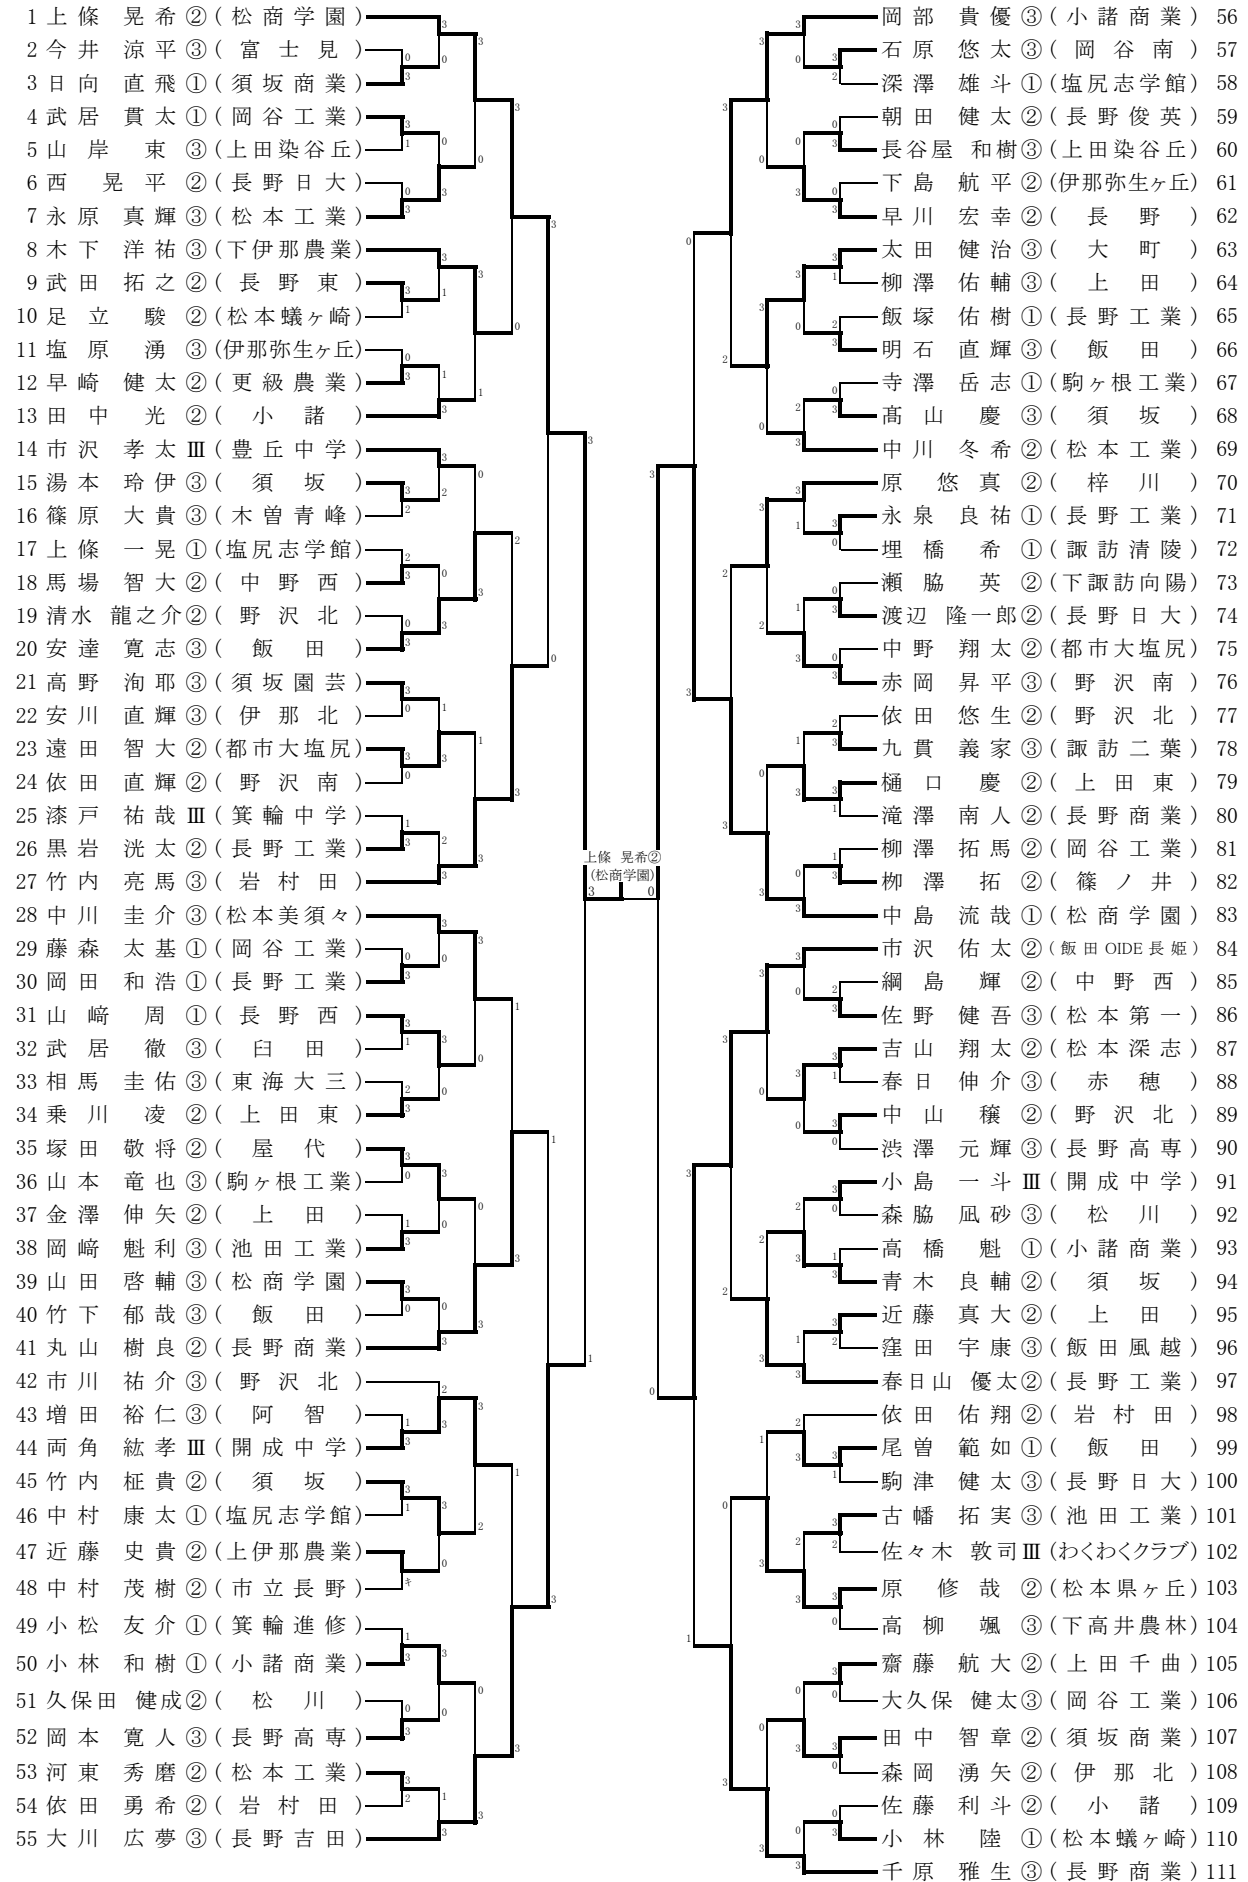 1 上條 晃希 ② (松商学園)
2 今井 涼平 ③ (富士見)
3 日向 直飛 ① (須坂商業)
4 武居 貫太 ① (岡谷工業)
5 山岸 東 ③ (上田染谷丘)
6 西 晃平 ② (長野日大)
7 永原 真輝 ③ (松本工業)
8 木下 洋祐 ③ (下伊那農業)
9 武田 拓之 ② (長野東)
10 足立 駿 ② (松本蟻ヶ崎)
11 塩原 湧 ③ (伊那弥生ヶ丘)
12 早崎 健太 ② (更級農業)
13 田中 光 ② (小諸)
14 市沢 孝太 Ⅲ (豊丘中学)
15 湯本 玲伊 ③ (須坂)
16 篠原 大貴 ③ (木曽青峰)
17 上條 一晃 ① (塩尻志学館)
18 馬場 智大 ② (中野西)
19 清水 龍之介 ② (野沢北)
20 安達 寛志 ③ (飯田)
21 高野 洵耶 ③ (須坂園芸)
22 安川 直輝 ③ (伊那北)
23 遠田 智大 ② (都市大塩尻)
24 依田 直輝 ② (野沢南)
25 漆戸 祐哉 Ⅲ (箕輪中学)
26 黒岩 洸太 ② (長野工業)
27 竹内 亮馬 ③ (岩村田)
28 中川 圭介 ③ (松本美須々)
29 藤森 太基 ① (岡谷工業)
30 岡田 和浩 ① (長野工業)
31 山﨑 周 ① (長野西)
32 武居 徹 ③ (臼田)
33 相馬 圭佑 ③ (東海大三)
34 乗川 凌 ② (上田東)
35 塚田 敬将 ② (屋代)
36 山本 竜也 ③ (駒ヶ根工業)
37 金澤 伸矢 ② (上田)
38 岡﨑 魁利 ③ (池田工業)
39 山田 啓輔 ③ (松商学園)
40 竹下 郁哉 ③ (飯田)
41 丸山 樹良 ② (長野商業)
42 市川 祐介 ③ (野沢北)
43 増田 裕仁 ③ (阿智)
44 両角 紘孝 Ⅲ (開成中学)
45 竹内 柾貴 ② (須坂)
46 中村 康太 ① (塩尻志学館)
47 近藤 史貴 ② (上伊那農業)
48 中村 茂樹 ② (市立長野)
49 小松 友介 ① (箕輪進修)
50 小林 和樹 ① (小諸商業)
51 久保田 健成 ② (松川)
52 岡本 寛人 ③ (長野高専)
53 河東 秀磨 ② (松本工業)
54 依田 勇希 ② (岩村田)
55 大川 広夢 ③ (長野吉田)
上條 晃希②
(松商学園)
3 0
岡部 貴優 ③ (小諸商業) 56
石原 悠太 ③ (岡谷南) 57
深澤 雄斗 ① (塩尻志学館) 58
朝田 健太 ② (長野俊英) 59
長谷屋 和樹 ③ (上田染谷丘) 60
下島 航平 ② (伊那弥生ヶ丘) 61
早川 宏幸 ② (長野) 62
太田 健治 ③ (大町) 63
柳澤 佑輔 ③ (上田) 64
飯塚 佑樹 ① (長野工業) 65
明石 直輝 ③ (飯田) 66
寺澤 岳志 ① (駒ヶ根工業) 67
髙山 慶 ③ (須坂) 68
中川 冬希 ② (松本工業) 69
原 悠真 ② (梓川) 70
永泉 良祐 ① (長野工業) 71
埋橋 希 ① (諏訪清陵) 72
瀬脇 英 ② (下諏訪向陽) 73
渡辺 隆一郎 ② (長野日大) 74
中野 翔太 ② (都市大塩尻) 75
赤岡 昇平 ③ (野沢南) 76
依田 悠生 ② (野沢北) 77
九貫 義家 ③ (諏訪二葉) 78
樋口 慶 ② (上田東) 79
滝澤 南人 ② (長野商業) 80
柳澤 拓馬 ② (岡谷工業) 81
栁澤 拓 ② (篠ノ井) 82
中島 流哉 ① (松商学園) 83
市沢 佑太 ② (飯田OIDE長姫) 84
綱島 輝 ② (中野西) 85
佐野 健吾 ③ (松本第一) 86
吉山 翔太 ② (松本深志) 87
春日 伸介 ③ (赤穂) 88
中山 穣 ② (野沢北) 89
渋澤 元輝 ③ (長野高専) 90
小島 一斗 Ⅲ (開成中学) 91
森脇 凪砂 ③ (松川) 92
高橋 魁 ① (小諸商業) 93
青木 良輔 ② (須坂) 94
近藤 真大 ② (上田) 95
窪田 宇康 ③ (飯田風越) 96
春日山 優太 ② (長野工業) 97
依田 佑翔 ② (岩村田) 98
尾曽 範如 ① (飯田) 99
駒津 健太 ③ (長野日大) 100
古幡 拓実 ③ (池田工業) 101
佐々木 敦司 Ⅲ (わくわくクラブ) 102
原 修哉 ② (松本県ヶ丘) 103
高柳 颯 ③ (下高井農林) 104
齋藤 航大 ② (上田千曲) 105
大久保 健太 ③ (岡谷工業) 106
田中 智章 ② (須坂商業) 107
森岡 湧矢 ② (伊那北) 108
佐藤 利斗 ② (小諸) 109
小林 陸 ① (松本蟻ヶ崎) 110
千原 雅生 ③ (長野商業) 111